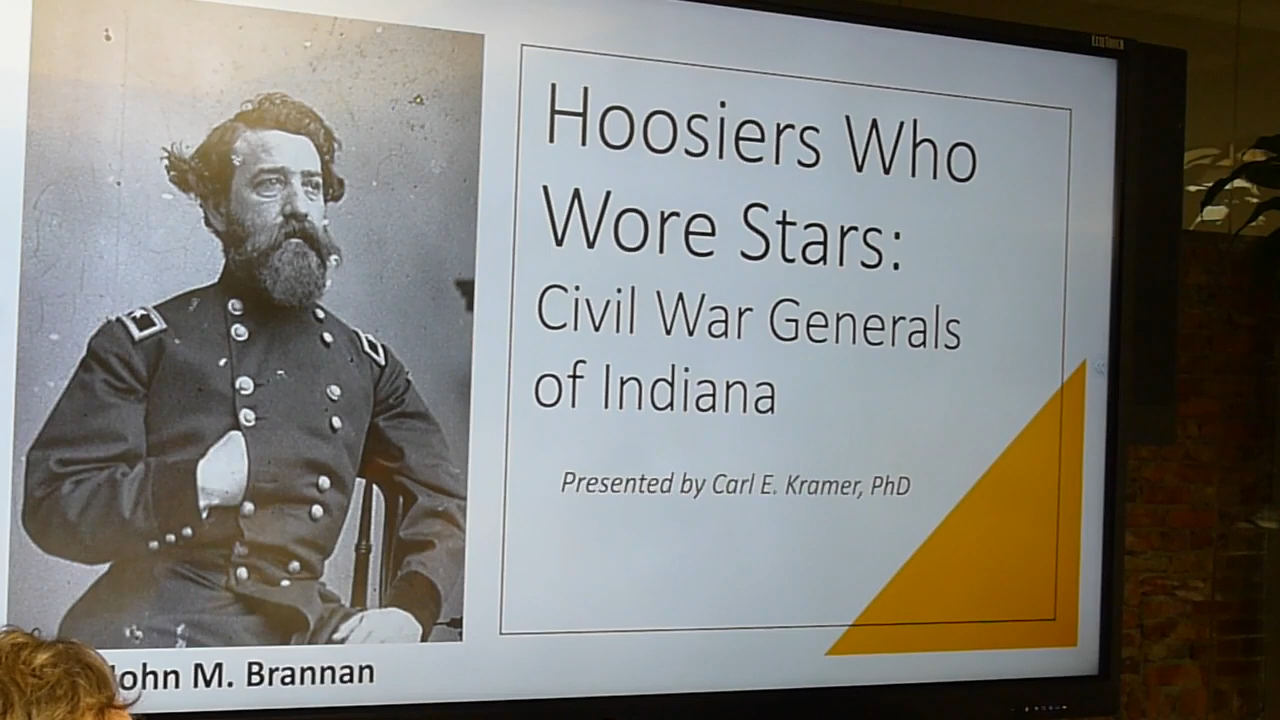 Hoosiers Who
Wore Stars:
Civil War Generals
of Indiana
Presented by Carl E. Kramer, PhD
John M. Brannan